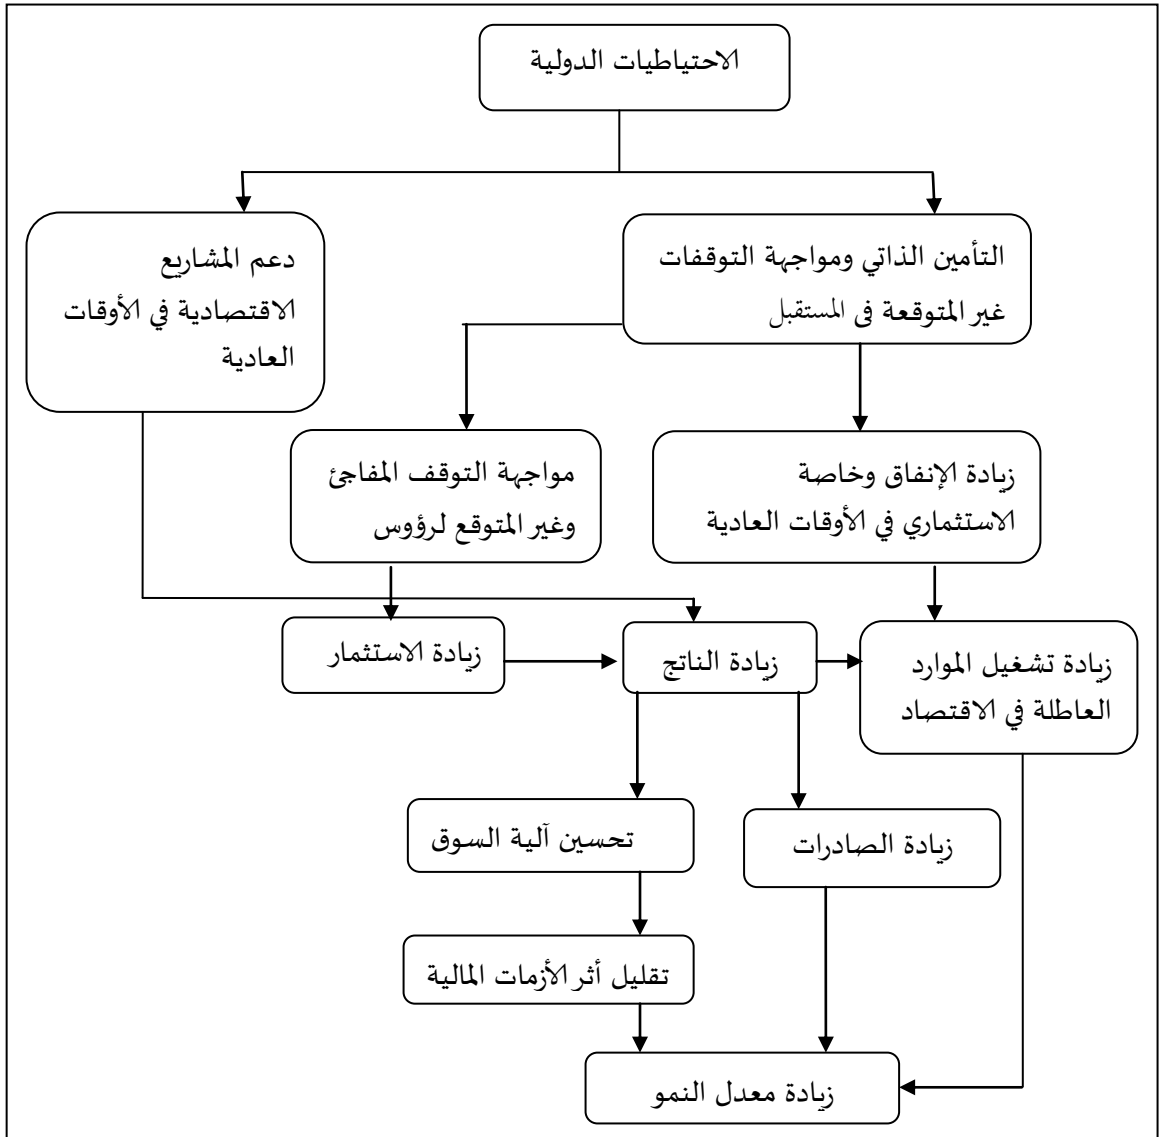 الاحتياطيات الدولية
التأمين الذاتي ومواجهة التوقفات
غير المتوقعة فى المستقبل
دعم المشاريع
الاقتصادية في الأوقات
العادية
زيادة الإنفاق وخاصة
الاستثماري في الأوقات العادية
مواجهة التوقف المفاجئ
وغير المتوقع لرؤوس
زيادة تشغيل الموارد
العاطلة في الاقتصاد
زيادة الناتج
زيادة الاستثمار
زيادة الصادرات
تحسين آلية السوق
تقليل أثر الأزمات المالية
زيادة معدل النمو